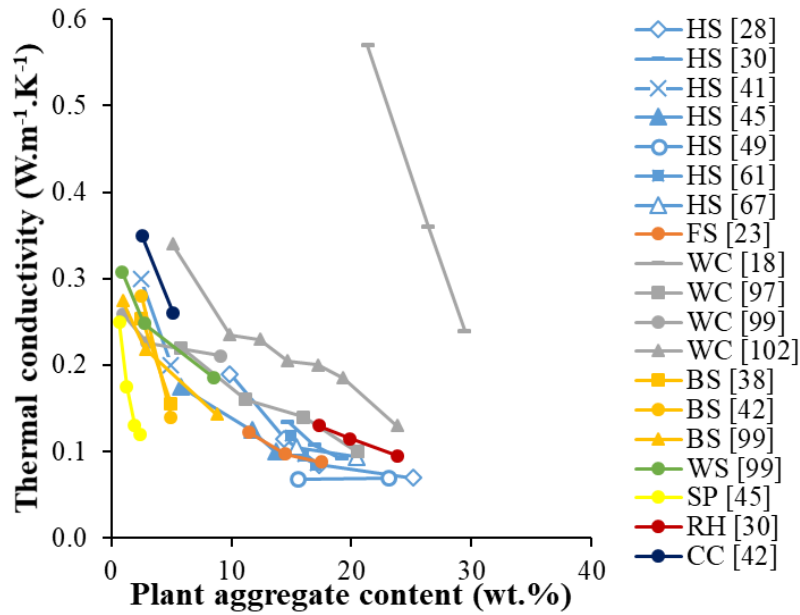 Thermal conductivity (W.m⁻¹.K⁻¹)
0.6
0.5
0.4
0.3
0.2
0.1
0.0
0
10
20
30
40
Plant aggregate content (wt.%)
HS [28]
HS [30]
HS [41]
HS [45]
HS [49]
HS [61]
HS [67]
FS [23]
WC [18]
WC [97]
WC [99]
WC [102]
BS [38]
BS [42]
BS [99]
WS [99]
SP [45]
RH [30]
CC [42]